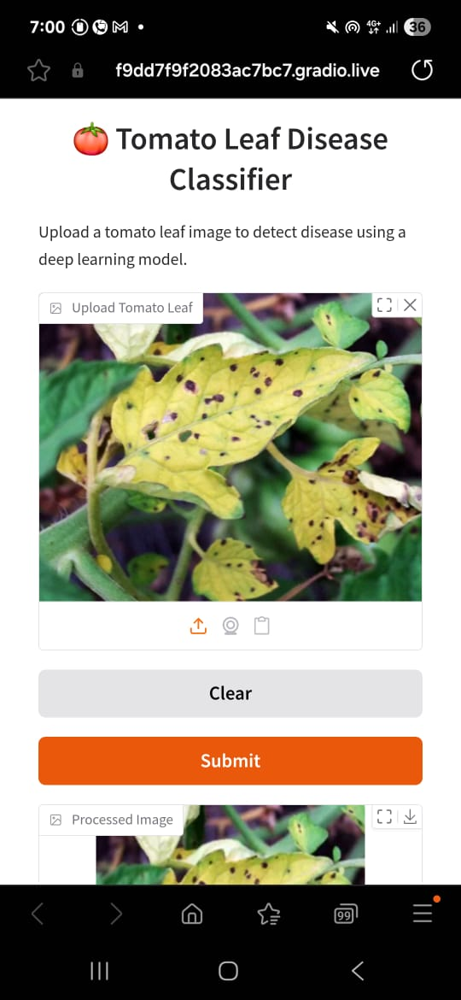 7:00
4G+
36
f9dd7f9f2083ac7bc7.gradio.live
🍅 Tomato Leaf Disease
Classifier
Upload a tomato leaf image to detect disease using a
deep learning model.
Upload Tomato Leaf
Clear
Submit
Processed Image
99